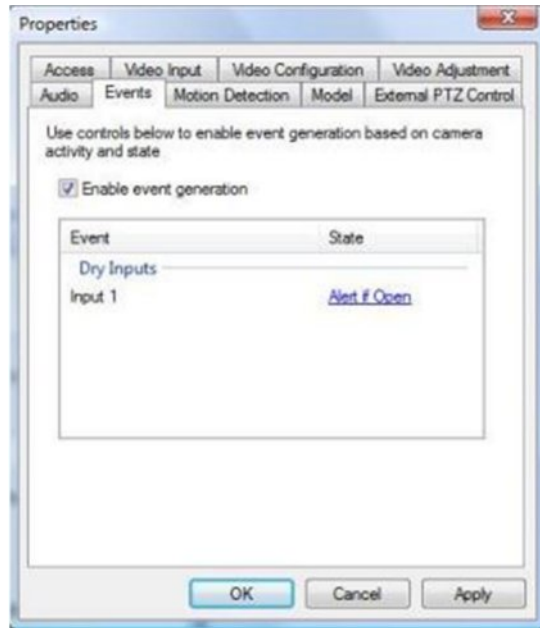 Properties
Access Video Input Video Configuration Video Adjustment
Audio Events Motion Detection Model External PTZ Control
Use controls below to enable event generation based on camera
activity and state
Enable event generation
Event State
Dry Inputs
Input 1 Alert if Open
OK Cancel Apply